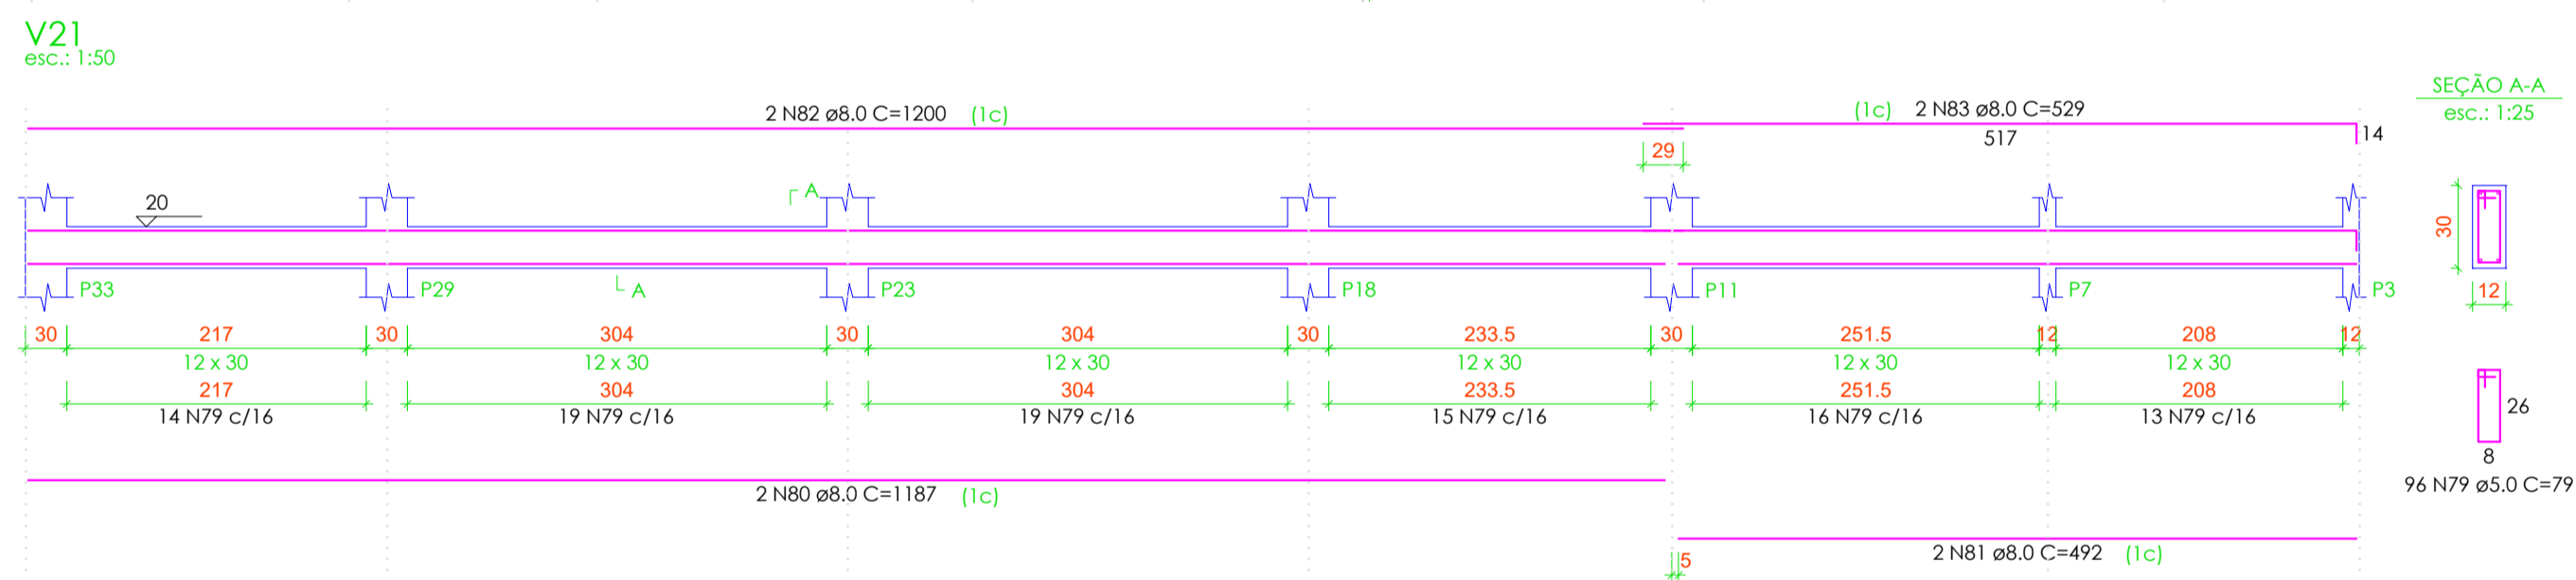 V21
esc.: 1:50
2 N82 ø8.0 C=1200 (1c)
(1c) 2 N83 ø8.0 C=529
517
14
29
SEÇÃO A-A
esc.: 1:25
20
A
A
30
12
P33
P29
P23
P18
P11
P7
P3
30 217 30 304 30 304 30 233.5 30 251.5 12 208 12
12 x 30 12 x 30 12 x 30 12 x 30 12 x 30 12 x 30
217 304 304 233.5 251.5 208
14 N79 c/16 19 N79 c/16 19 N79 c/16 15 N79 c/16 16 N79 c/16 13 N79 c/16
26
8
96 N79 ø5.0 C=79
2 N80 ø8.0 C=1187 (1c)
5
2 N81 ø8.0 C=492 (1c)